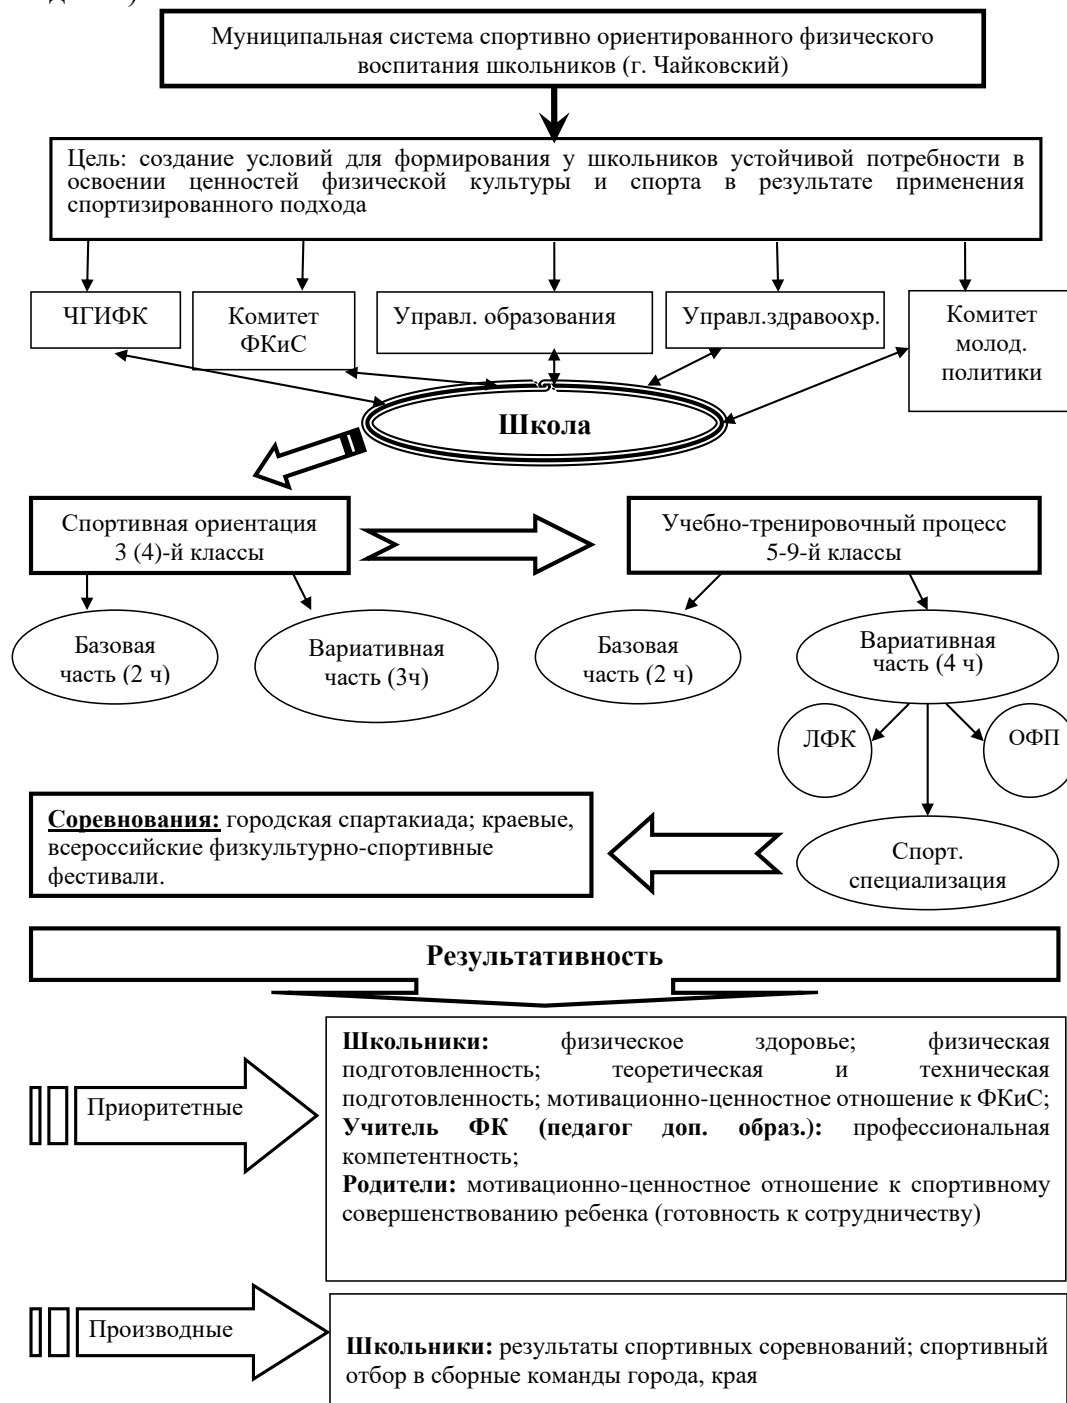 Муниципальная система спортивно ориентированного физического
воспитания школьников (г. Чайковский)
Цель: создание условий для формирования у школьников устойчивой потребности в
освоении ценностей физической культуры и спорта в результате применения
спортизированного подхода
ЧГИФК
Комитет
ФКиС
Управл. образования
Управл.здравоохр.
Комитет
молод.
политики
Школа
Спортивная ориентация
3 (4)-й классы
Учебно-тренировочный процесс
5-9-й классы
Базовая
часть (2 ч)
Вариативная
часть (3ч)
Базовая
часть (2 ч)
Вариативная
часть (4 ч)
ЛФК
ОФП
Соревнования: городская спартакиада; краевые,
всероссийские физкультурно-спортивные
фестивали.
Спорт.
специализация
Результативность
Приоритетные
Школьники: физическое здоровье; физическая
подготовленность; теоретическая и техническая
подготовленность; мотивационно-ценностное отношение к ФКиС;
Учитель ФК (педагог доп. образ.): профессиональная
компетентность;
Родители: мотивационно-ценностное отношение к спортивному
совершенствованию ребенка (готовность к сотрудничеству)
Производные
Школьники: результаты спортивных соревнований; спортивный
отбор в сборные команды города, края